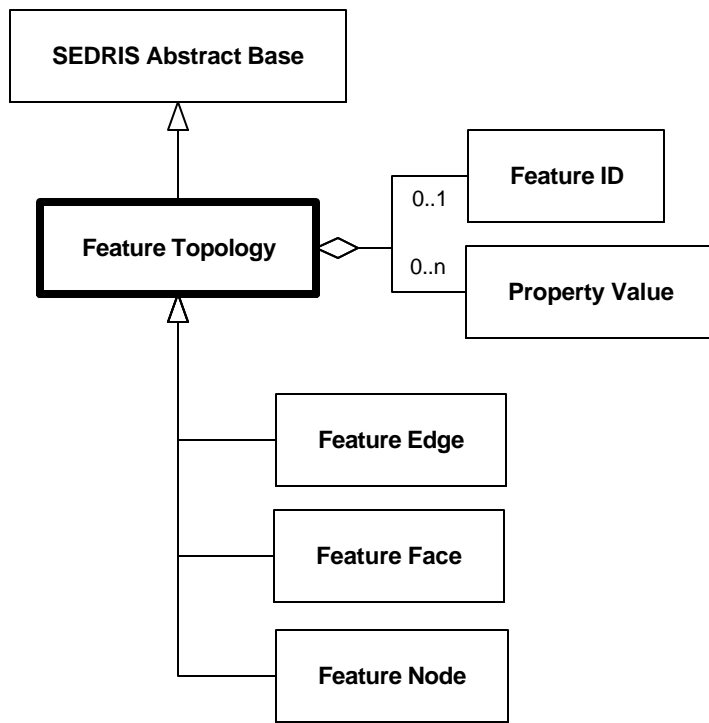 SEDRIS Abstract Base
Feature ID
0..1
Feature Topology
0..n
Property Value
Feature Edge
Feature Face
Feature Node